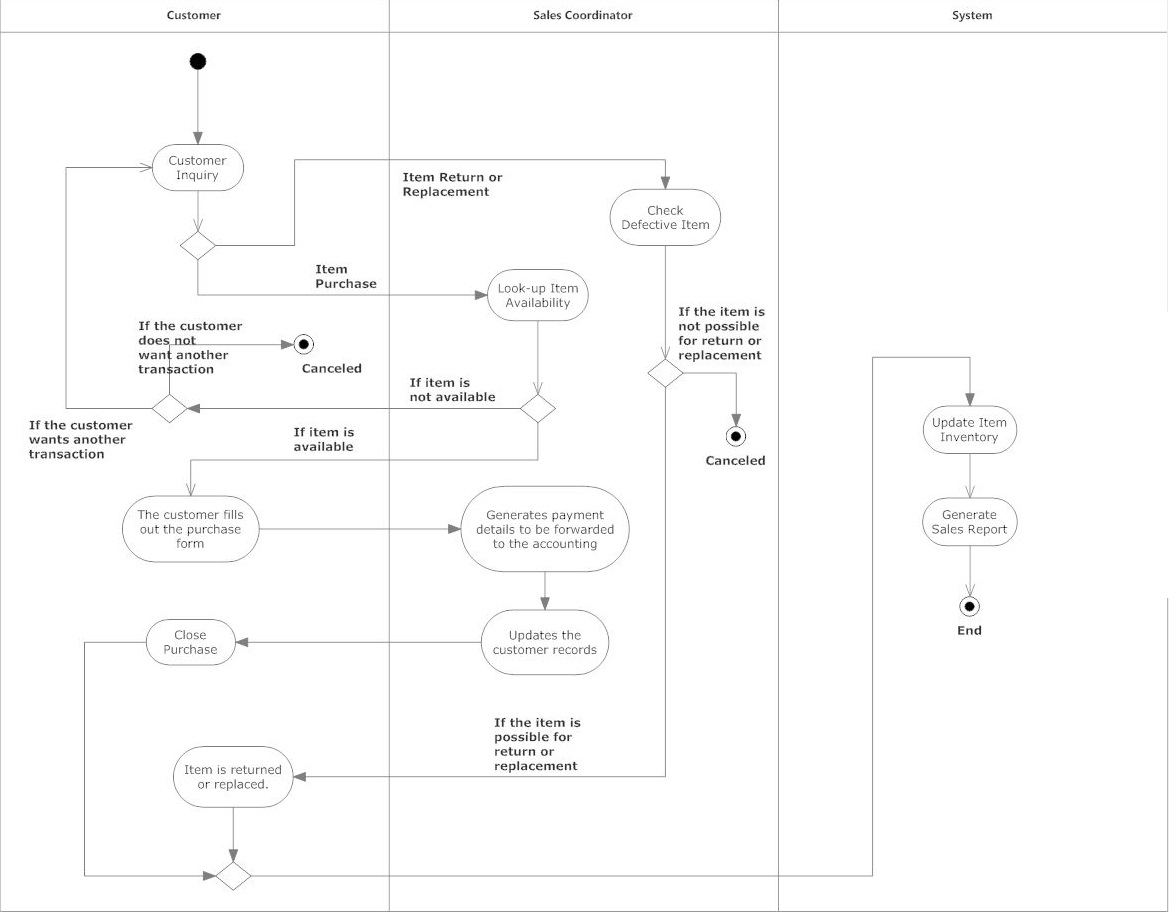 Customer
Sales Coordinator
System
Customer
Inquiry
Item Return or
Replacement
Check
Defective Item
Item
Purchase
Look-up Item
Availability
If the item is
not possible
for return or
replacement
If the customer
does not
want another
transaction
Canceled
If item is
not available
If the customer
wants another
transaction
If item is
available
Canceled
Update Item
Inventory
The customer fills
out the purchase
form
Generates payment
details to be forwarded
to the accounting
Generate
Sales Report
End
Close
Purchase
Updates the
customer records
If the item is
possible for
return or
replacement
Item is returned
or replaced.